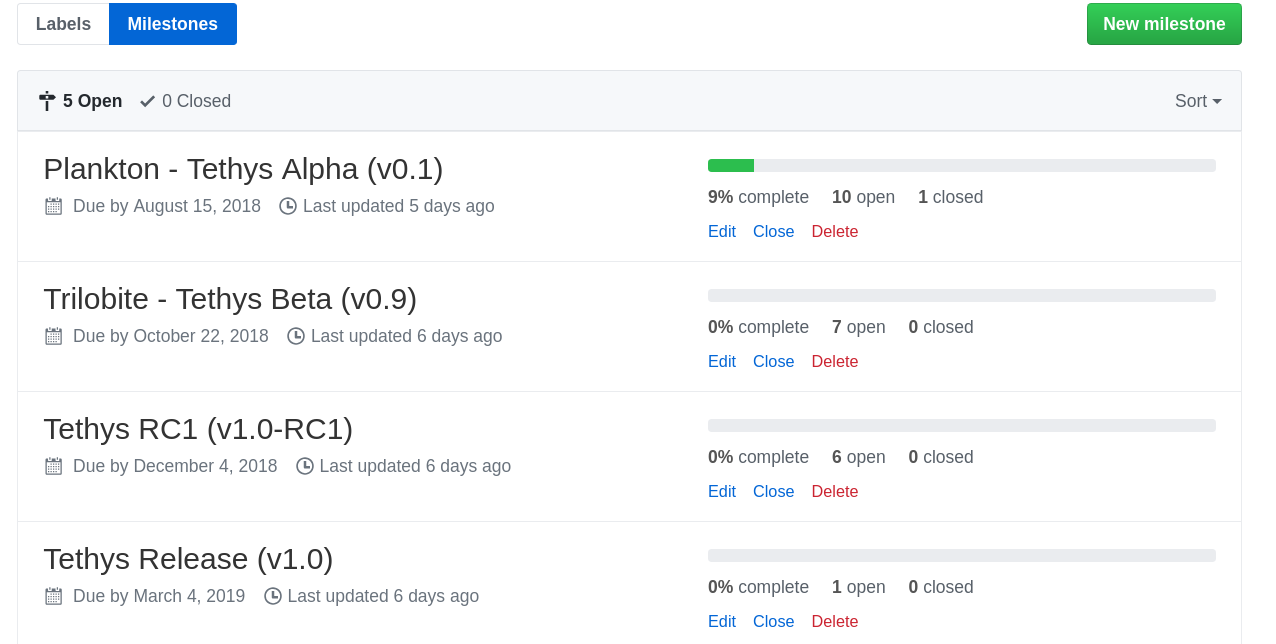 Labels Milestones New milestone
5 Open 0 Closed Sort
Plankton - Tethys Alpha (v0.1)
Due by August 15, 2018 Last updated 5 days ago
9% complete 10 open 1 closed
Edit Close Delete
Trilobite - Tethys Beta (v0.9)
Due by October 22, 2018 Last updated 6 days ago
0% complete 7 open 0 closed
Edit Close Delete
Tethys RC1 (v1.0-RC1)
Due by December 4, 2018 Last updated 6 days ago
0% complete 6 open 0 closed
Edit Close Delete
Tethys Release (v1.0)
Due by March 4, 2019 Last updated 6 days ago
0% complete 1 open 0 closed
Edit Close Delete